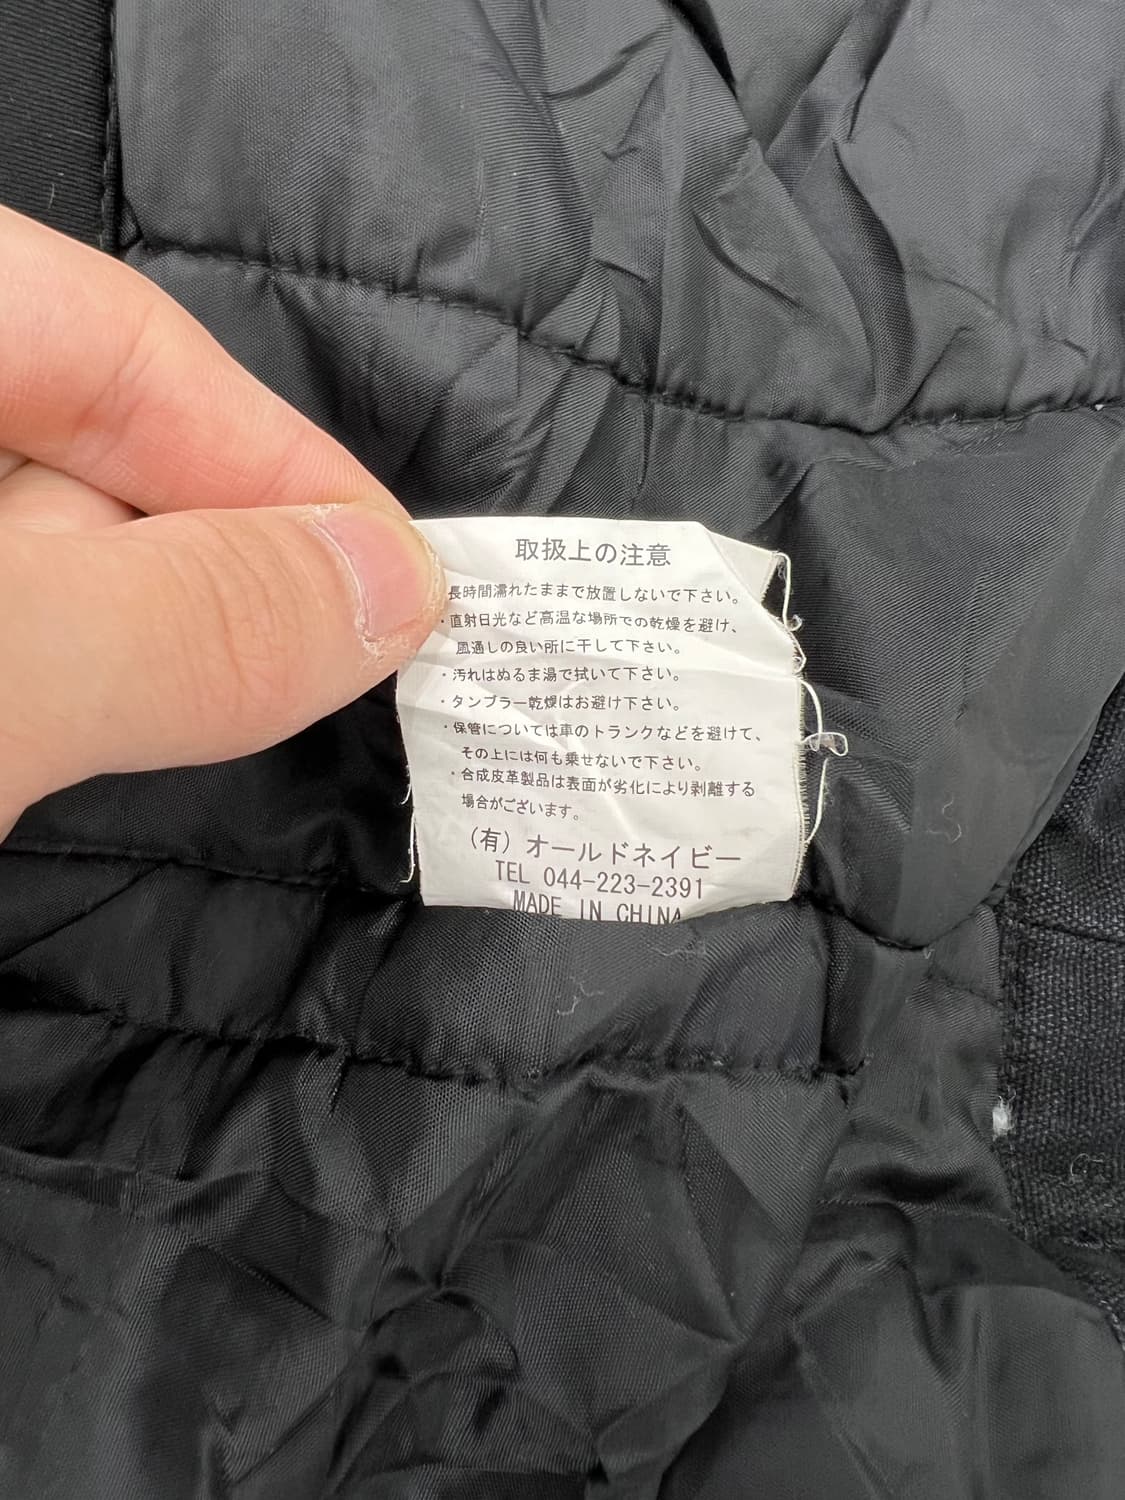 取扱上の注意
長時間濡れたままで放置しないで下さい。
・直射日光など高温な場所での乾燥を避け、
風通しの良い所に干して下さい。
・汚れはぬるま湯で拭いて下さい。
・タンブラー乾燥はお避け下さい。
・保管については車のトランクなどを避けて、
その上には何も乗せないで下さい。
・合成皮革製品は表面が劣化により剥離する
場合がございます。
(有) オールドネイビー
TEL 044-223-2391
MADE IN CHINA